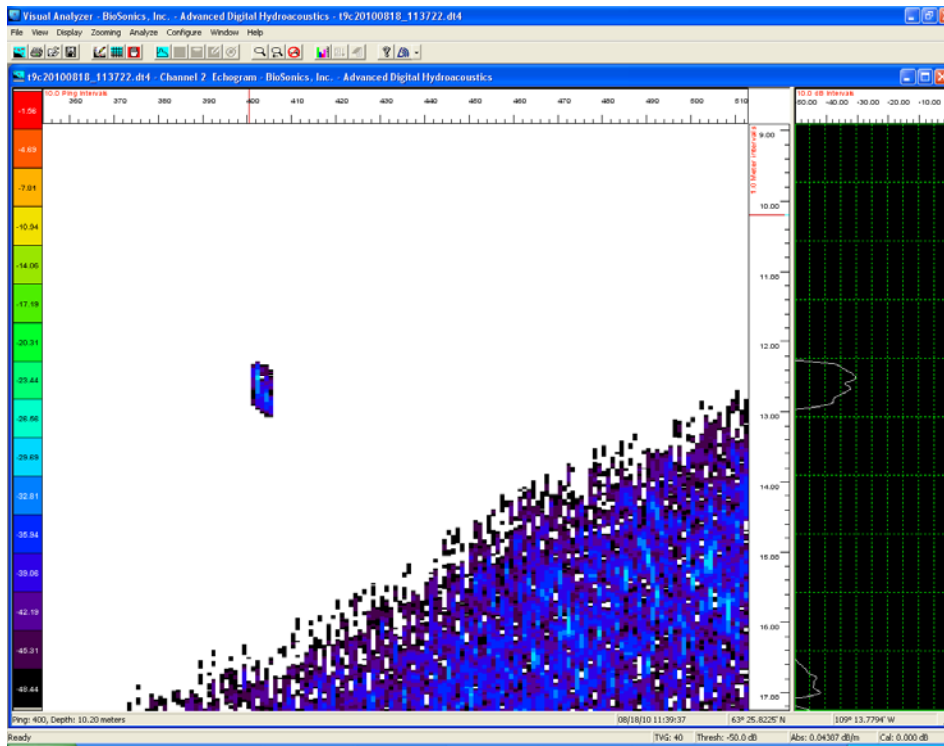 Visual Analyzer - BioSonics, Inc. - Advanced Digital Hydroacoustics - t9c20100818_113722.dt4
File View Display Zooming Analyze Configure Window Help
t9c20100818_113722.dt4 - Channel 2 Echogram - BioSonics, Inc. - Advanced Digital Hydroacoustics
10.0 Ping Intervals
360 370 380 390 400 410 420 430 440 450 460 470 480 490 500 510
10.0 dB Intervals
-40.00 -30.00 -20.00 -10.00
1.0 Meter Intervals
9.00
10.00
11.00
12.00
13.00
14.00
15.00
16.00
17.00
-1.56
-4.69
-7.81
-10.94
-14.06
-17.19
-20.31
-23.44
-26.56
-29.69
-32.81
-35.94
-39.06
-42.19
-45.31
-48.44
Ping: 400, Depth: 10.20 meters 08/18/10 11:39:37 63° 25.8225' N 109° 13.7794' W
Ready TVG: 40 Thresh: -50.0 dB Abs: 0.04307 dB/m Cal: 0.000 dB